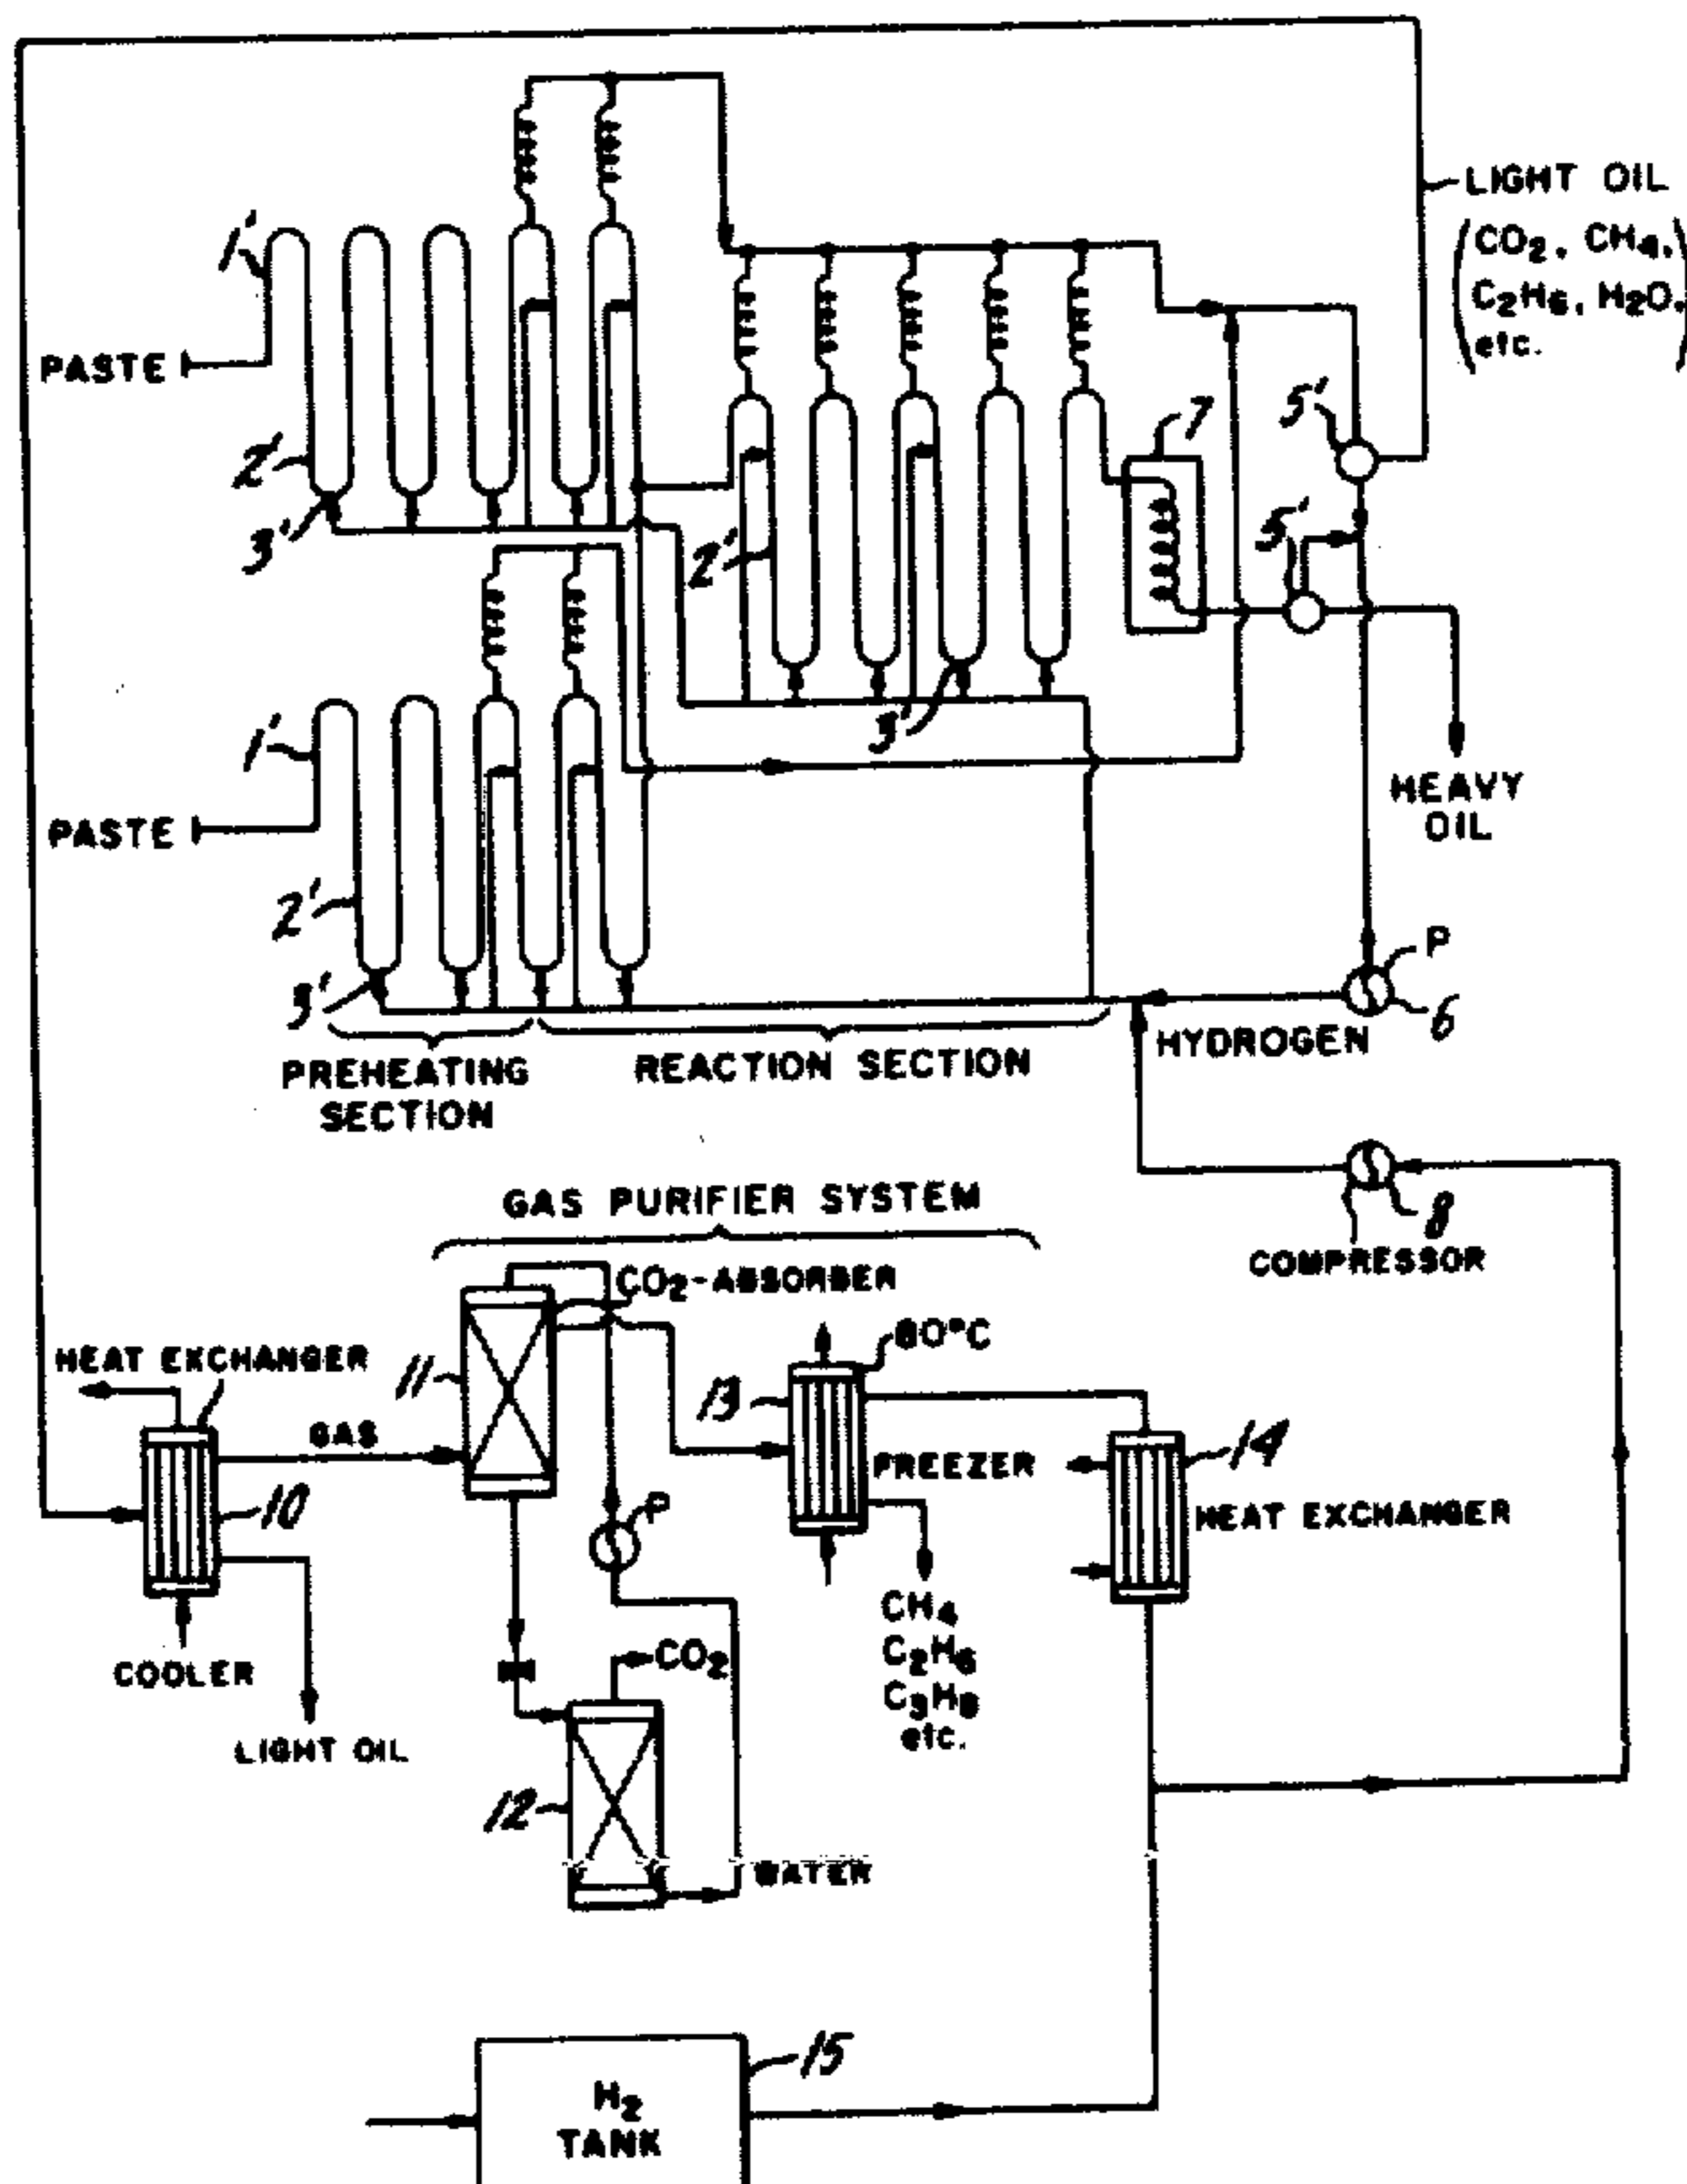 1'
LIGHT OIL
(CO2, CH4,
C2H6, H2O,
etc.)
PASTE
5'
7
2'
3'
5'
2'
3'
1'
HEAVY
OIL
PASTE
2'
P
3'
6
HYDROGEN
PREHEATING
SECTION
REACTION SECTION
GAS PURIFIER SYSTEM
8
COMPRESSOR
CO2-ABSORBER
80°C
HEAT EXCHANGER
11
13
14
GAS
FREEZER
10
P
HEAT EXCHANGER
CH4
C2H6
C3H8
etc.
COOLER
CO2
LIGHT OIL
12
WATER
15
H2
TANK